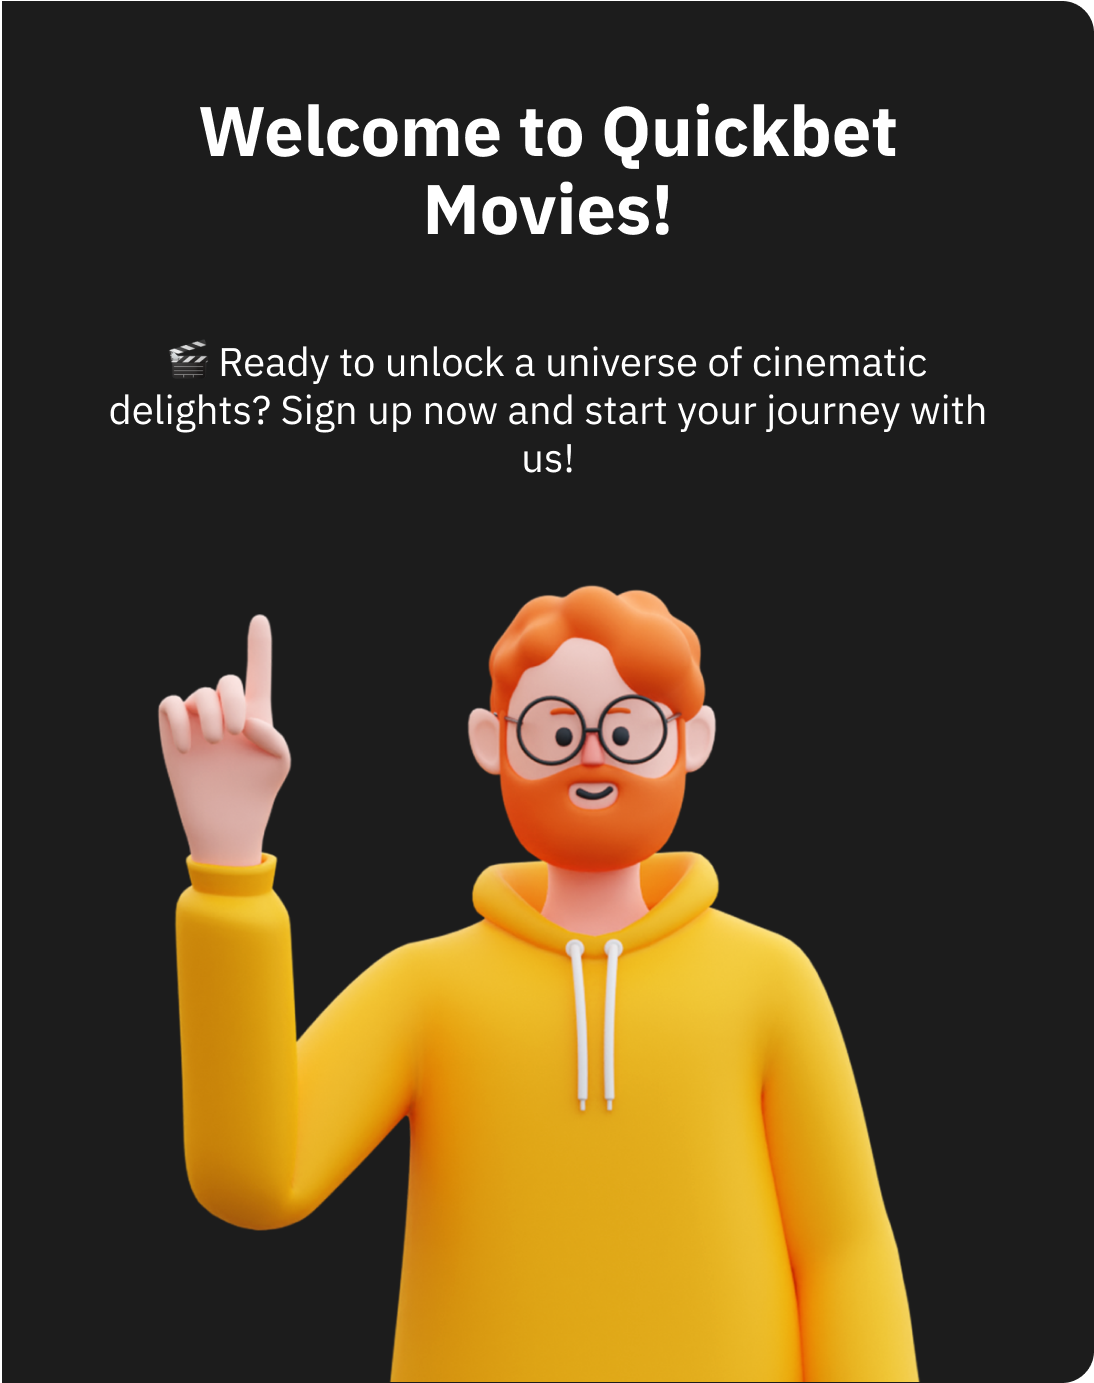 Welcome to Quickbet
Movies!
🎬 Ready to unlock a universe of cinematic
delights? Sign up now and start your journey with
us!